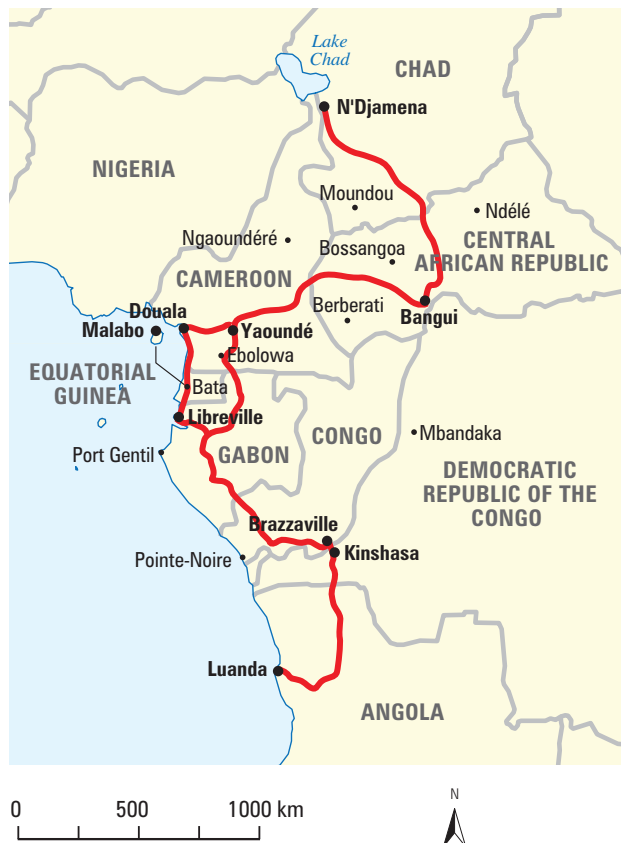 Lake
Chad
CHAD
N'Djamena
NIGERIA
Moundou
Ndélé
Ngaoundéré
Bossangoa
CENTRAL
AFRICAN REPUBLIC
CAMEROON
Douala
Berberati
Bangui
Malabo
Yaoundé
Ebolowa
EQUATORIAL
GUINEA
Bata
Libreville
CONGO
Mbandaka
Port Gentil
GABON
DEMOCRATIC
REPUBLIC OF THE
CONGO
Brazzaville
Kinshasa
Pointe-Noire
Luanda
ANGOLA
0 500 1000 km
N